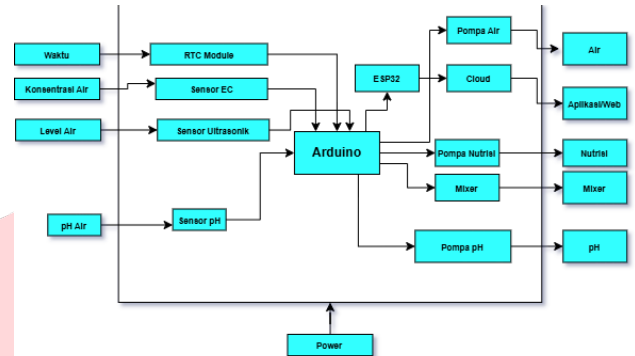 Waktu
RTC Module
Pompa Air
Air
Konsentrasi Air
Sensor EC
ESP32
Cloud
Aplikasi/Web
Level Air
Sensor Ultrasonik
Arduino
Pompa Nutrisi
Nutrisi
Mixer
Mixer
pH Air
Sensor pH
Pompa pH
pH
Power